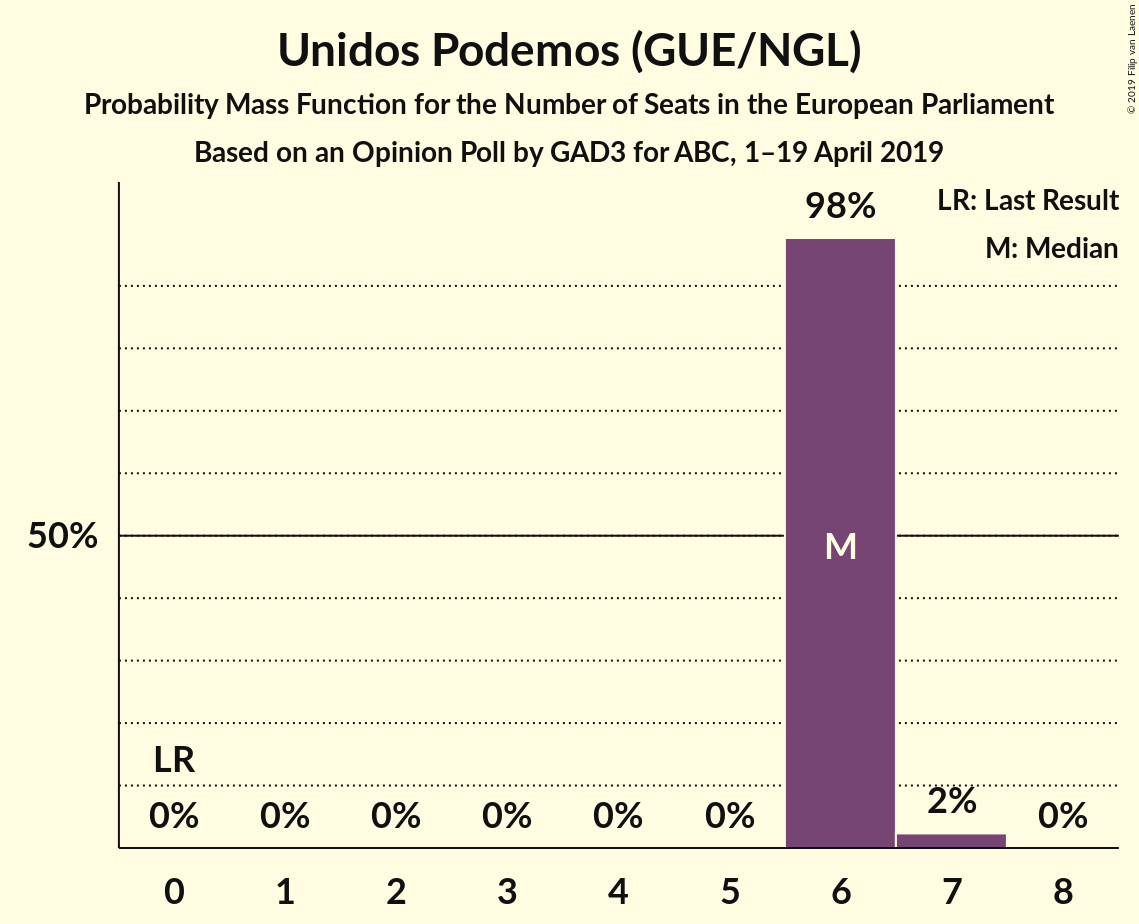 Unidos Podemos (GUE/NGL)
Probability Mass Function for the Number of Seats in the European Parliament
Based on an Opinion Poll by GAD3 for ABC, 1–19 April 2019
© 2019 Filip van Laenen
LR: Last Result
M: Median
98%
50%
M
LR
0% 0% 0% 0% 0% 0% 2% 0%
0 1 2 3 4 5 6 7 8